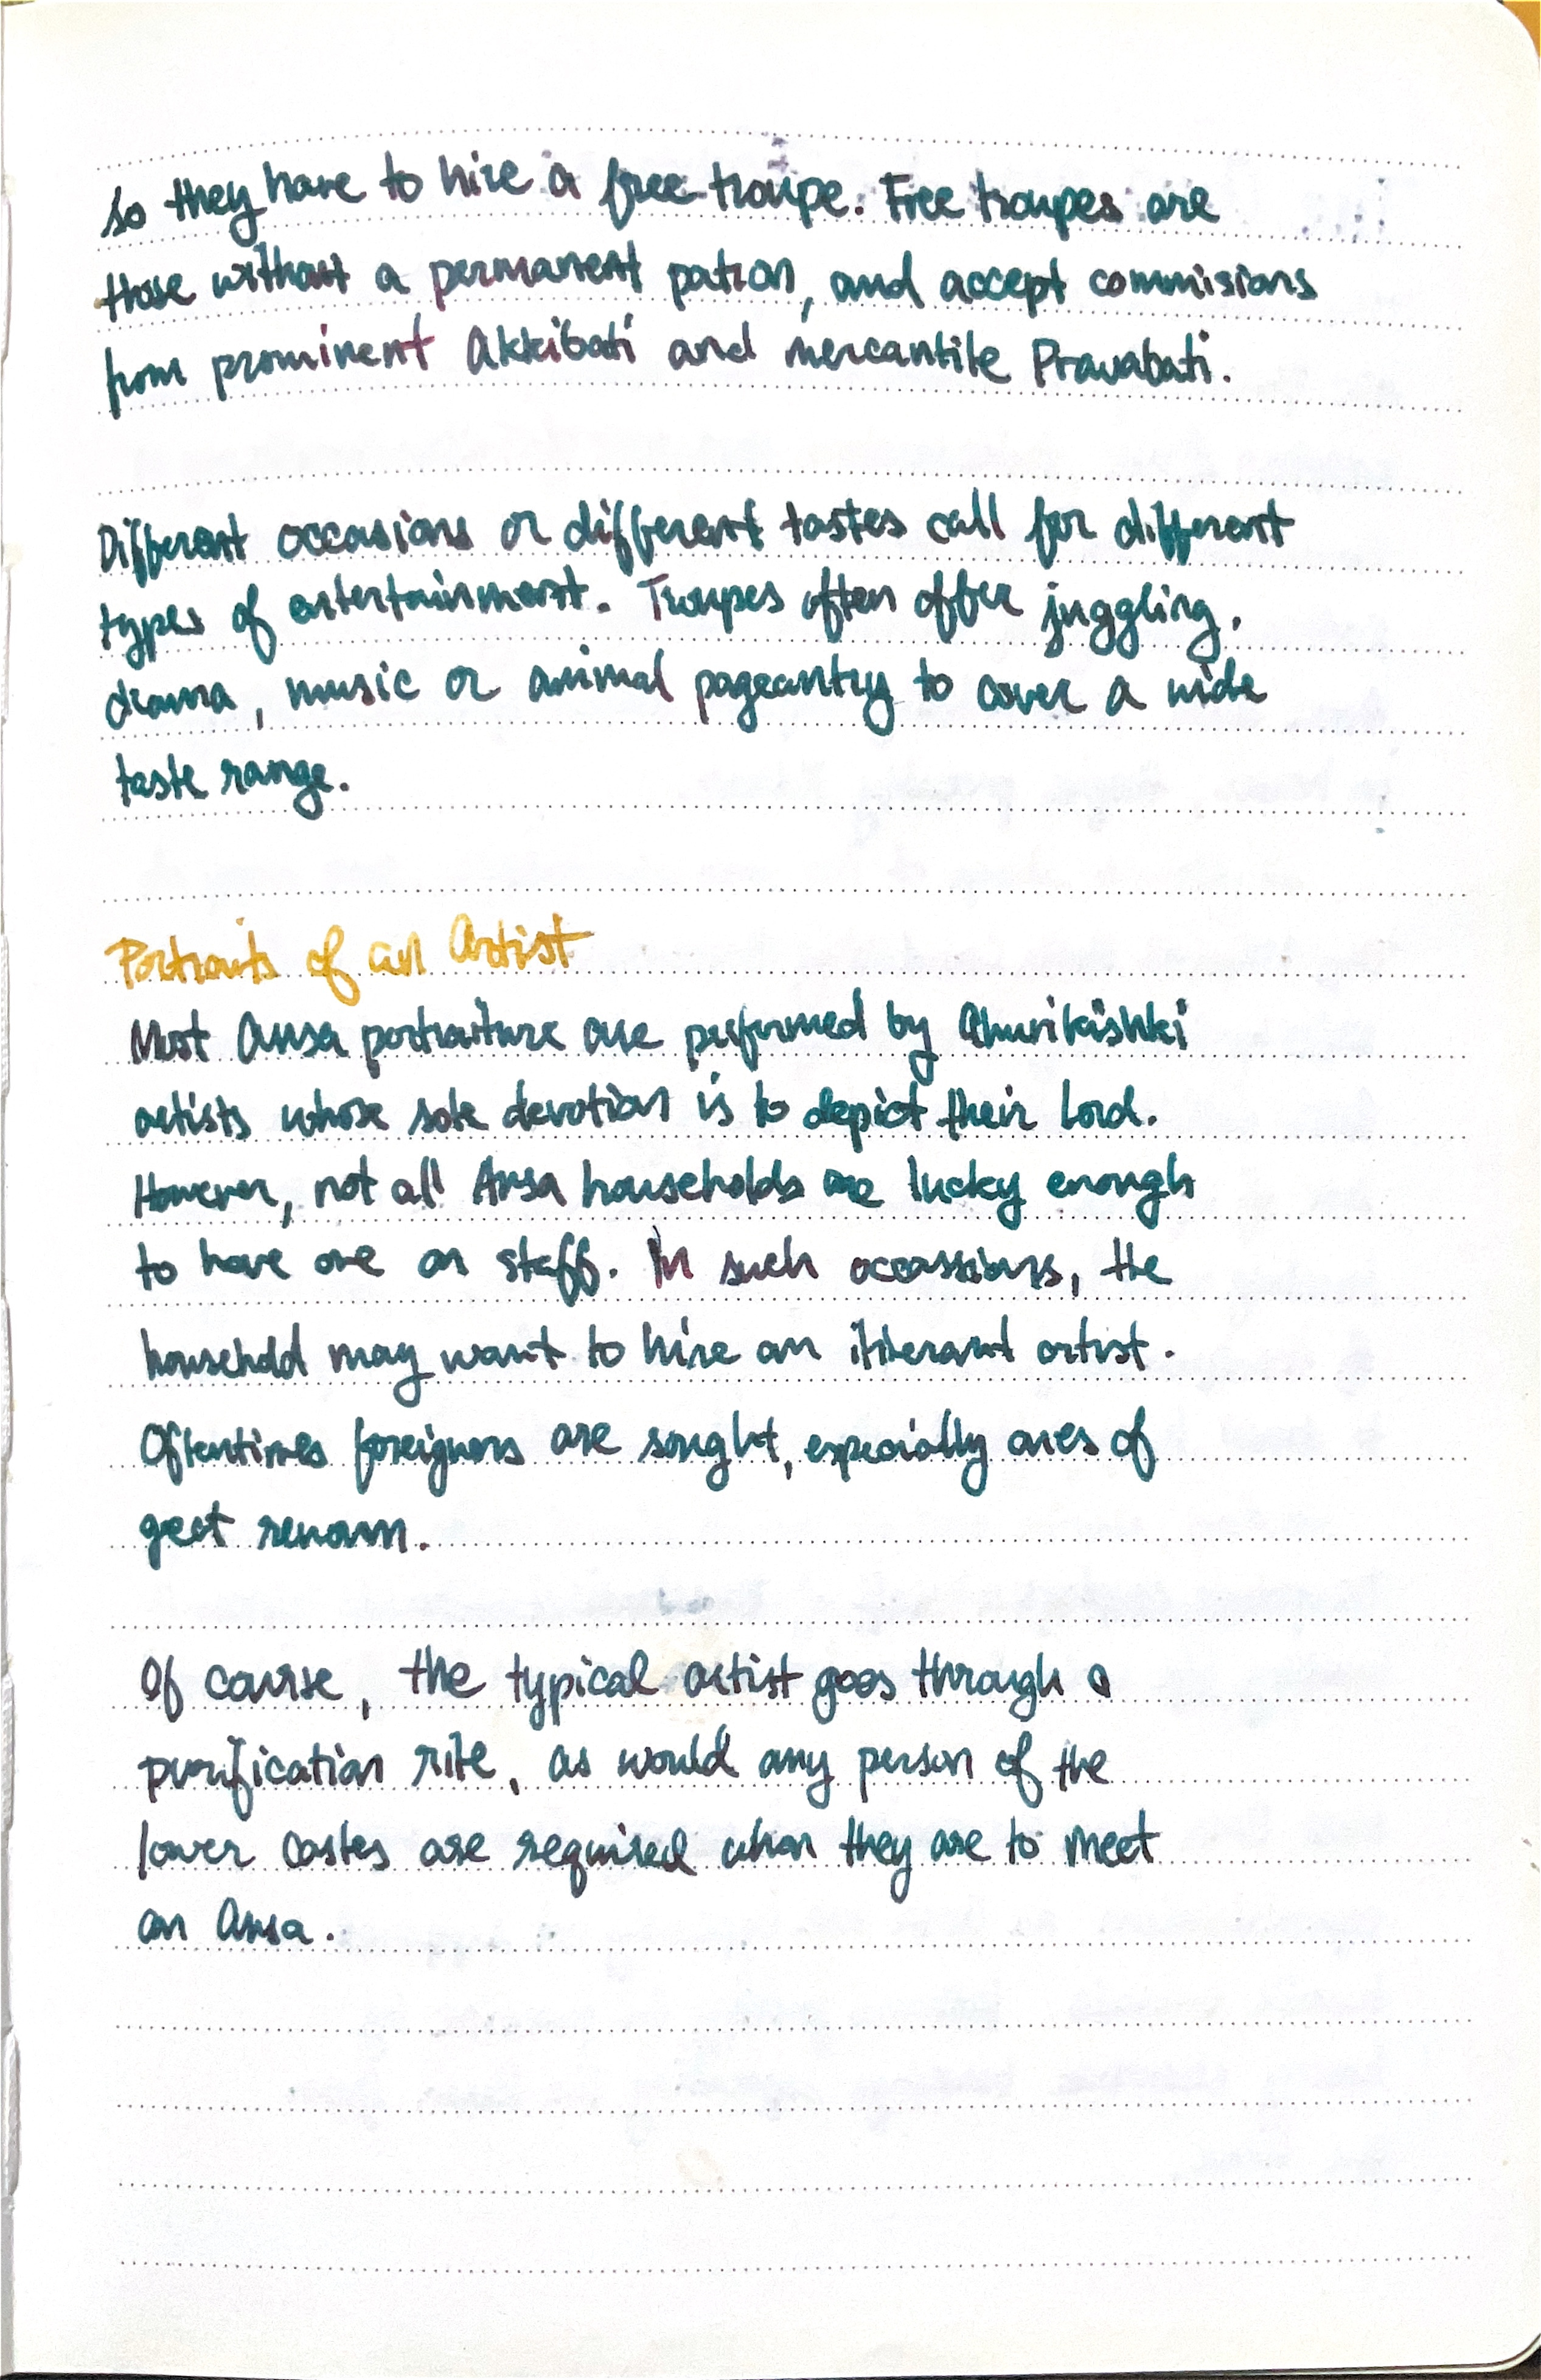 so they have to hire a free troupe. Free troupes are
those without a permanent patron, and accept commisions
from prominent Akkibati and mercantile Pravabati.
Different occasions or different tastes call for different
types of entertainment. Troupes often offer juggling,
drama, music or animal pageantry to cover a wide
taste range.
Portraits of an Artist
Most Ansa portraiture are performed by Ahurikishki
artists whose sole devotion is to depict their Lord.
However, not all Ansa households are lucky enough
to have one on staff. In such occassions, the
household may want to hire an itinerant artist.
Oftentimes foreigners are sought, especially ones of
great renown.
Of course, the typical artist goes through a
purification rite, as would any person of the
lower castes are required when they are to meet
an Ansa.